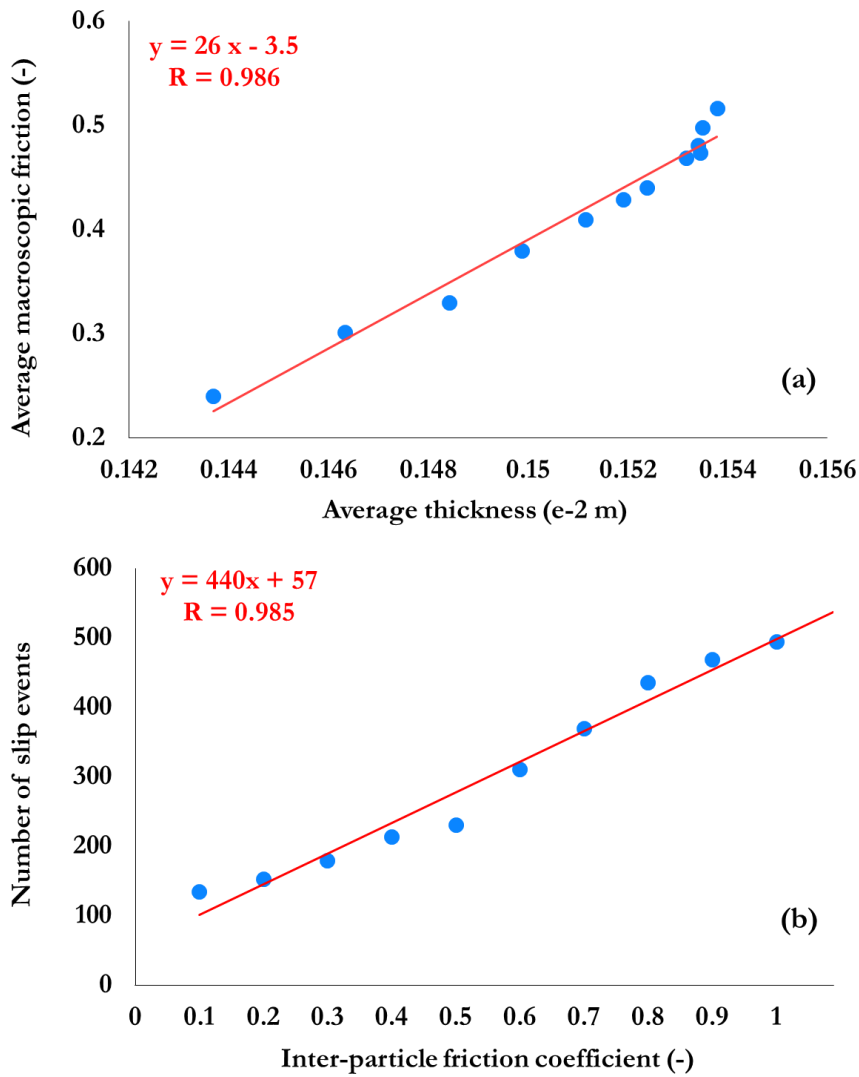 y = 26 x - 3.5
R = 0.986
Average macroscopic friction (-)
0.6
0.5
0.4
0.3
0.2
(a)
0.142 0.144 0.146 0.148 0.15 0.152 0.154 0.156
Average thickness (e-2 m)
y = 440x + 57
R = 0.985
Number of slip events
600
500
400
300
200
100
0
(b)
0 0.1 0.2 0.3 0.4 0.5 0.6 0.7 0.8 0.9 1
Inter-particle friction coefficient (-)